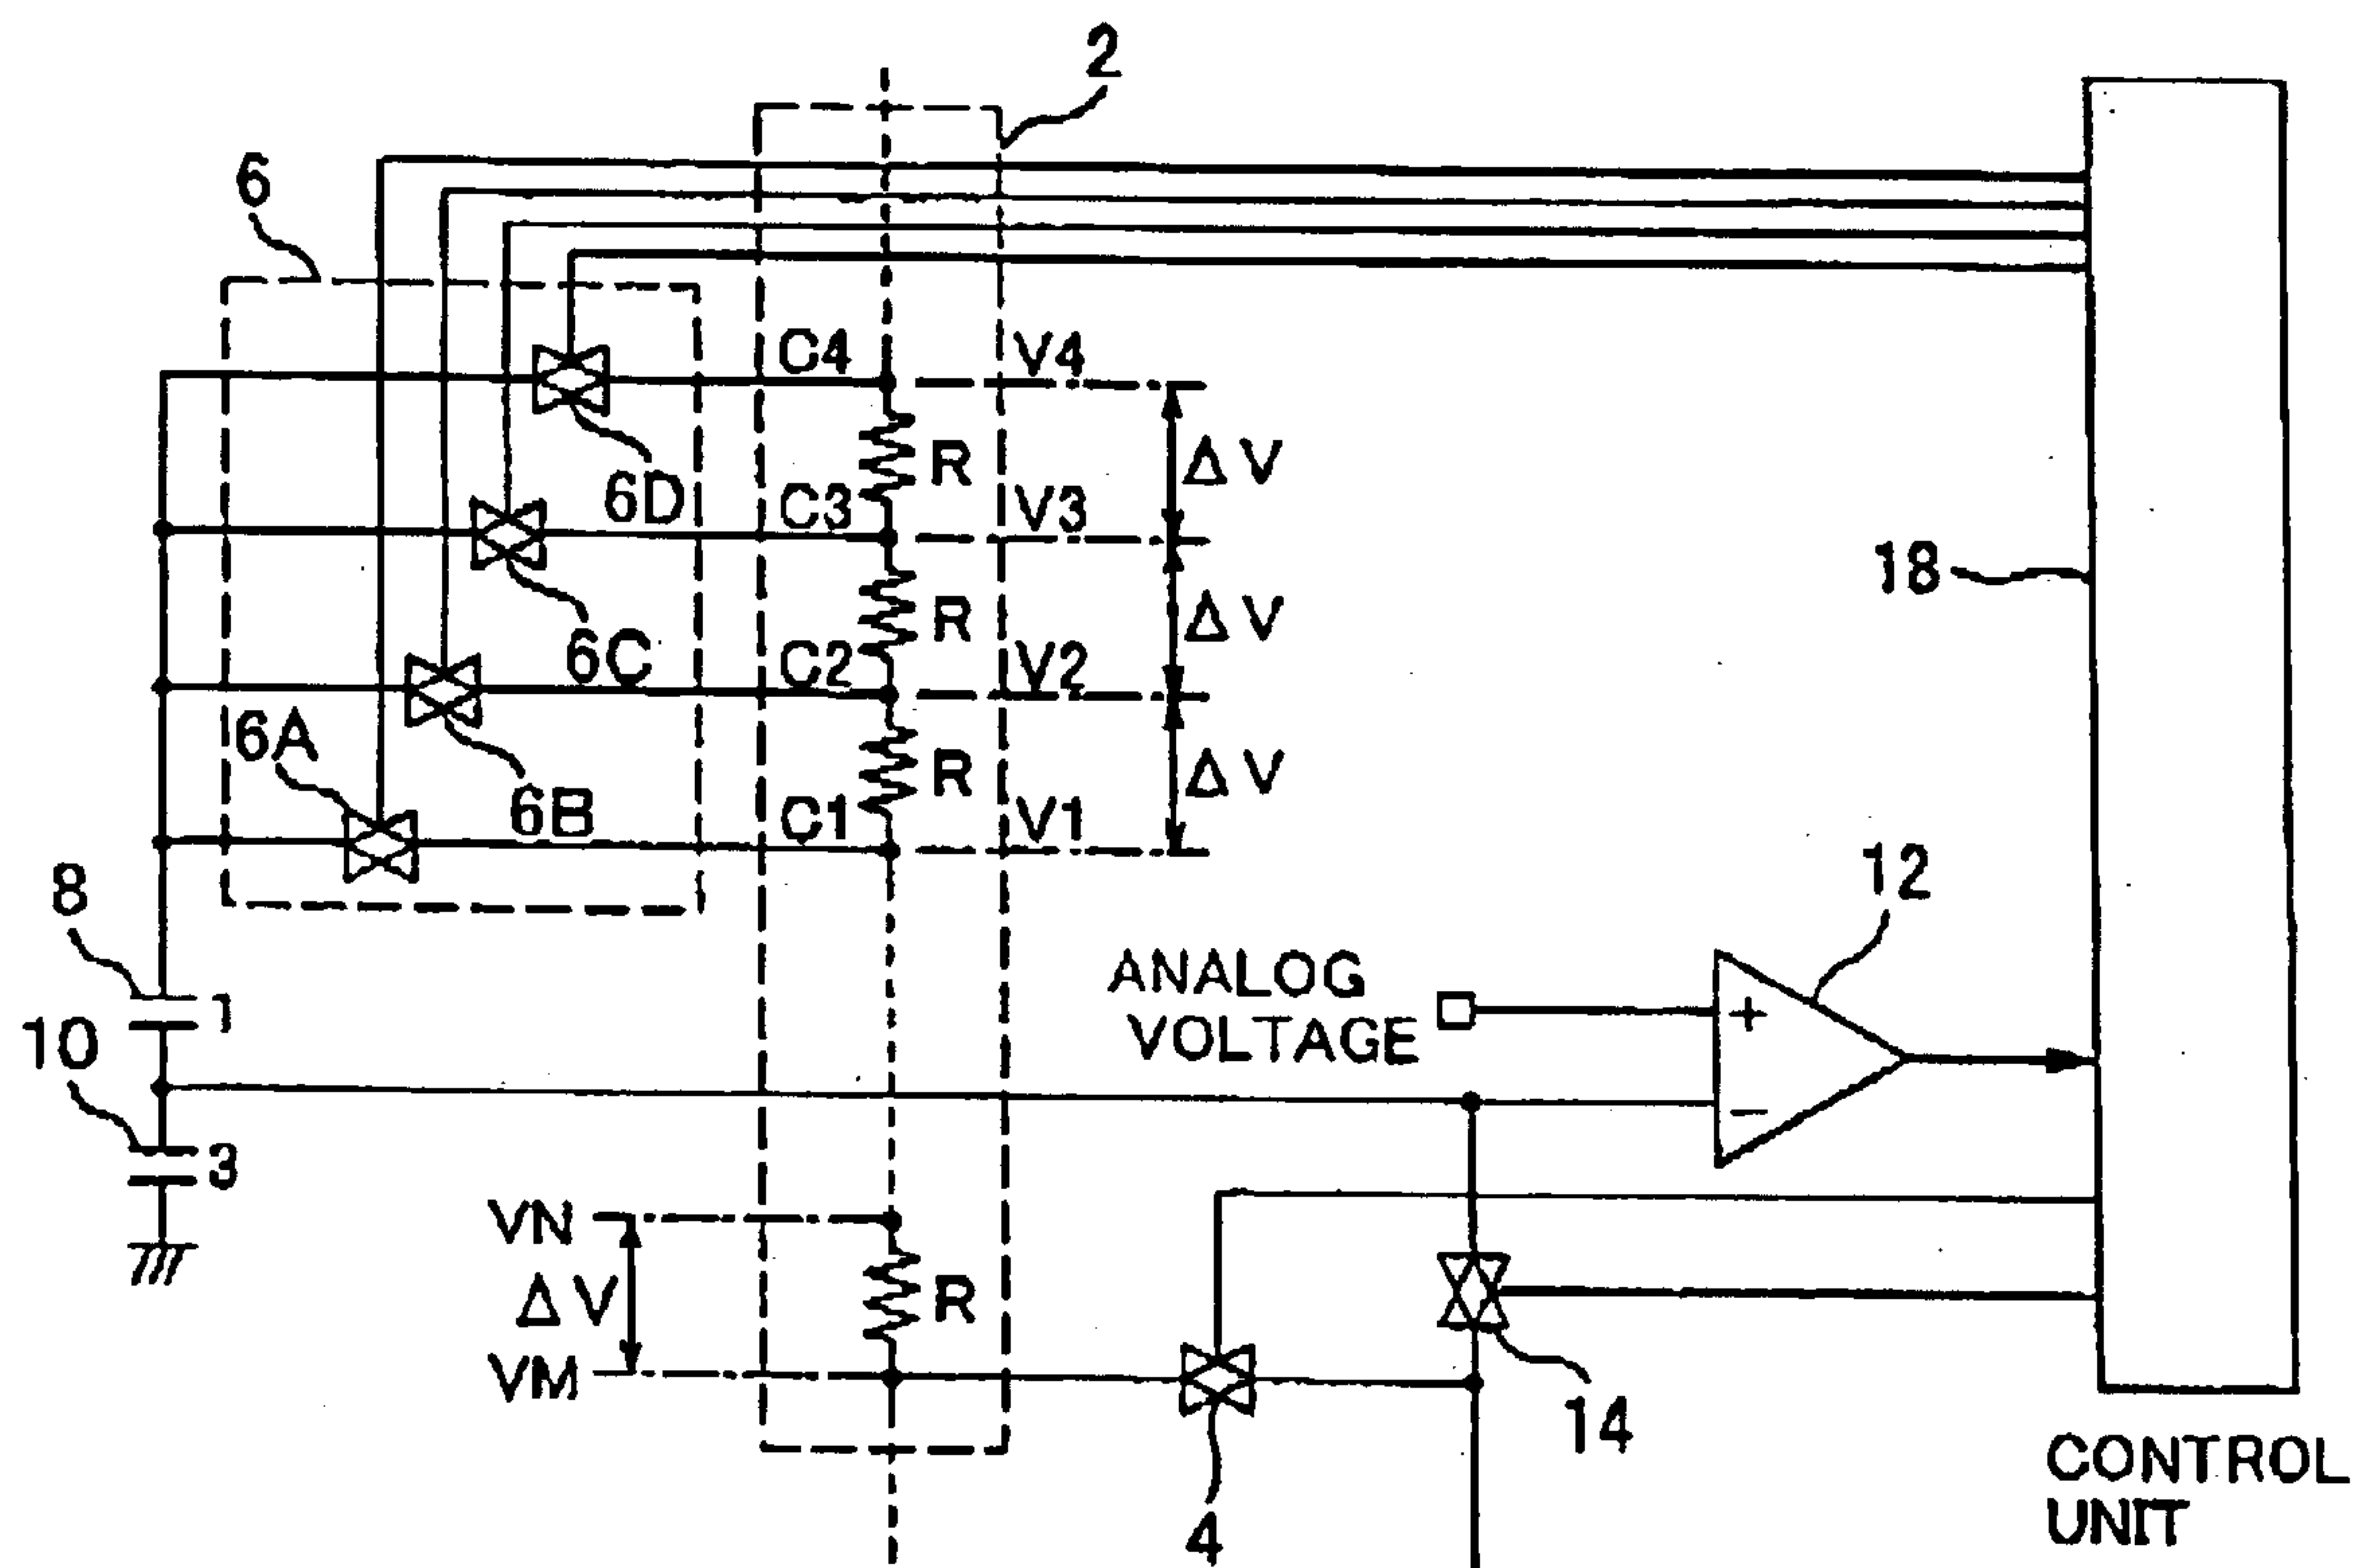 2
6
C4
V4
R
ΔV
6D
C3
V3
18
R
ΔV
6C
C2
V2
6A
R
ΔV
6B
C1
V1
12
8
1
ANALOG
VOLTAGE
+
10
−
3
VN
ΔV
R
VM
14
4
CONTROL
UNIT